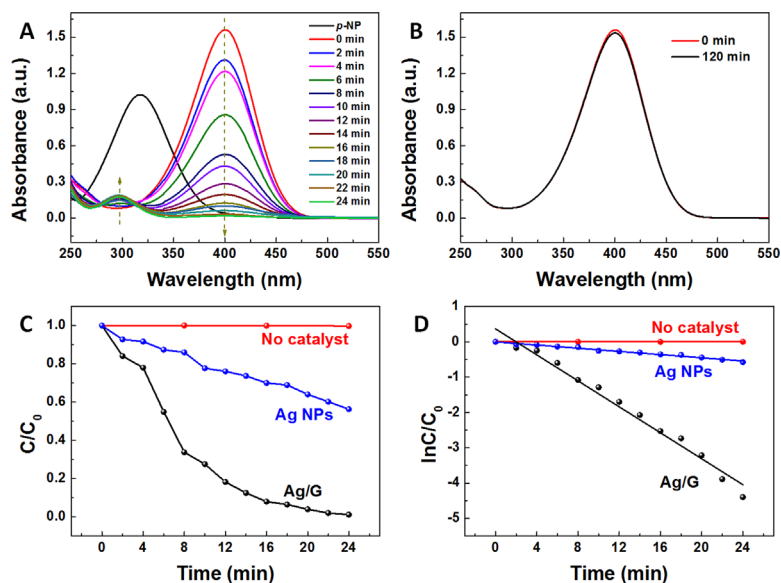 A
p-NP
0 min
2 min
4 min
6 min
8 min
10 min
12 min
14 min
16 min
18 min
20 min
22 min
24 min
1.5
1.2
0.9
0.6
0.3
0.0
Absorbance (a.u.)
250 300 350 400 450 500 550
Wavelength (nm)
B
0 min
120 min
1.5
1.2
0.9
0.6
0.3
0.0
Absorbance (a.u.)
250 300 350 400 450 500 550
Wavelength (nm)
C
No catalyst
Ag NPs
Ag/G
1.0
0.8
0.6
0.4
0.2
0.0
C/C0
0 4 8 12 16 20 24
Time (min)
D
No catalyst
Ag NPs
Ag/G
1
0
-1
-2
-3
-4
-5
lnC/C0
0 4 8 12 16 20 24
Time (min)